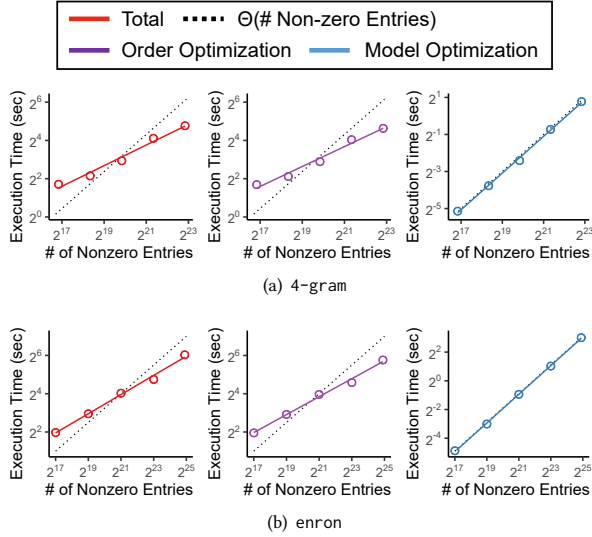 Total Θ(# Non-zero Entries)
Order Optimization Model Optimization
Execution Time (sec)
2^6
2^4
2^2
2^0
2^17 2^19 2^21 2^23
# of Nonzero Entries
Execution Time (sec)
2^6
2^4
2^2
2^0
2^17 2^19 2^21 2^23
# of Nonzero Entries
Execution Time (sec)
2^1
2^-1
2^-2
2^-5
2^17 2^19 2^21 2^23
# of Nonzero Entries
(a) 4-gram
Execution Time (sec)
2^6
2^4
2^2
2^17 2^19 2^21 2^23 2^25
# of Nonzero Entries
Execution Time (sec)
2^6
2^4
2^2
2^17 2^19 2^21 2^23 2^25
# of Nonzero Entries
Execution Time (sec)
2^2
2^0
2^-2
2^-4
2^17 2^19 2^21 2^23 2^25
# of Nonzero Entries
(b) enron